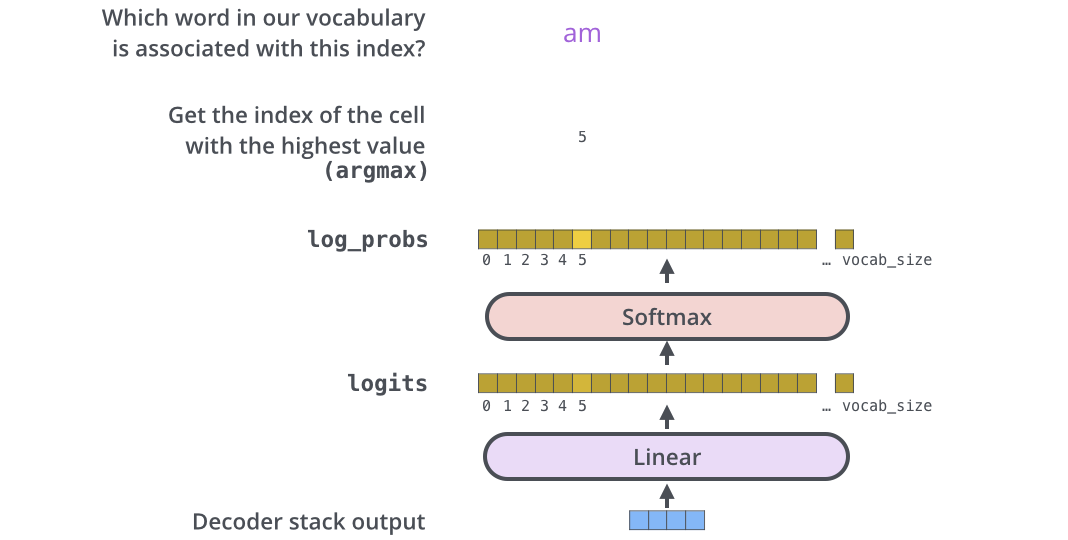 Which word in our vocabulary
is associated with this index?
am
Get the index of the cell
with the highest value
(argmax)
5
log_probs
0 1 2 3 4 5 … vocab_size
Softmax
logits
0 1 2 3 4 5 … vocab_size
Linear
Decoder stack output